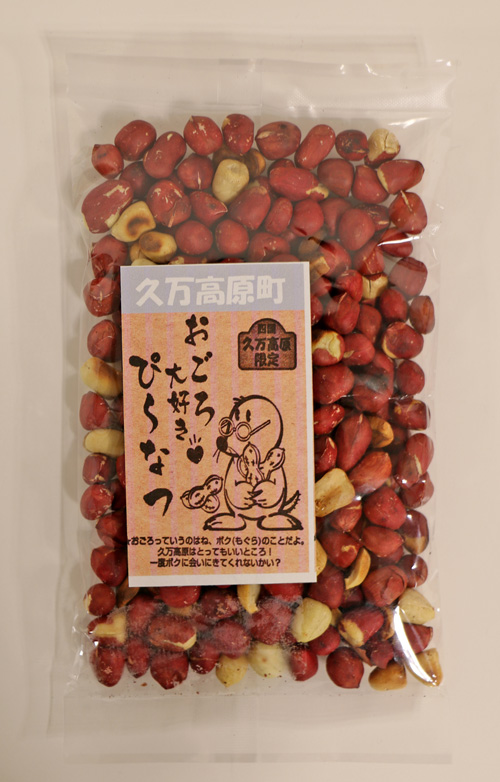 久万高原町
四国
久万高原
限定
おごろ
大好き♥
ぴーなつ
★おごろっていうのはね、ボク(もぐら)のことだよ。
久万高原はとってもいいところ!
一度ボクに会いにきてくれないかい?